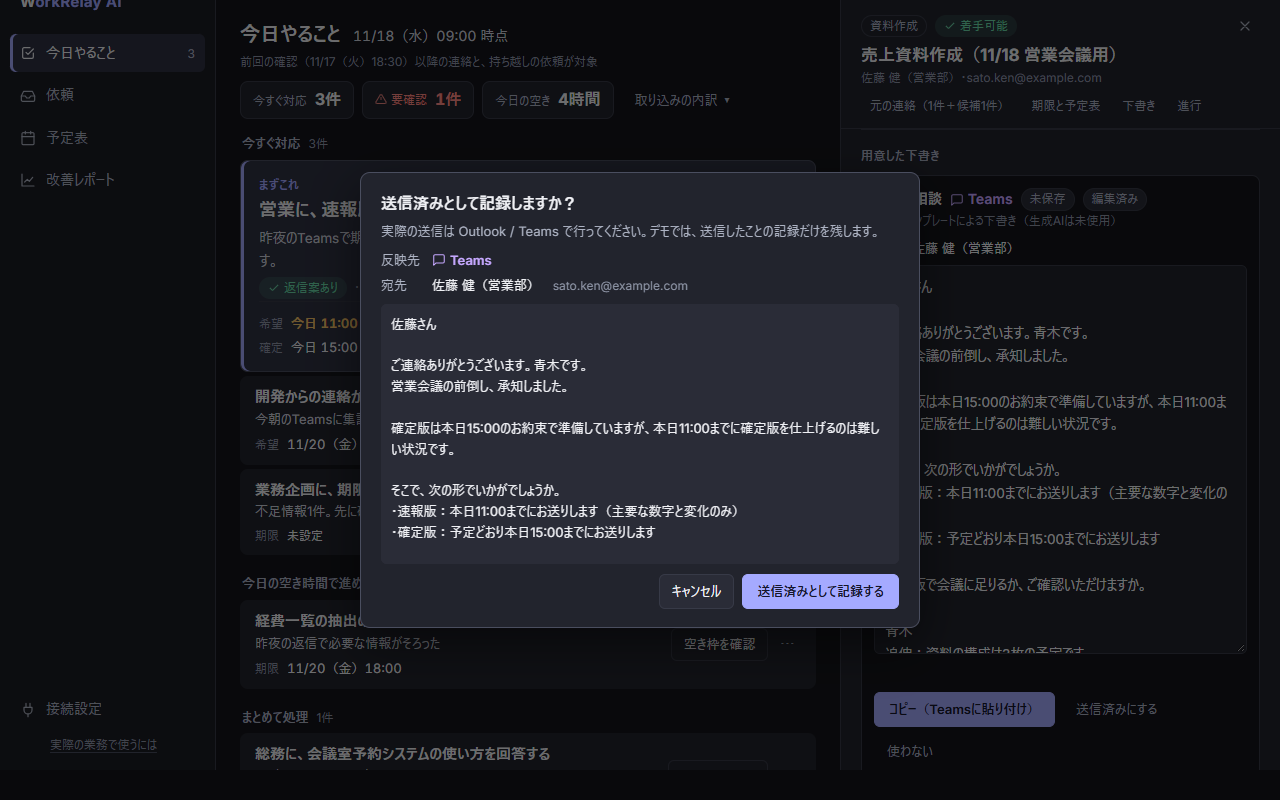 WorkRelay AI
今日やること 3
依頼
予定表
改善レポート
接続設定
実際の業務で使うには
今日やること 11/18（水）09:00 時点
前回の確認（11/17（火）18:30）以降の連絡と、持ち越しの依頼が対象
今すぐ対応 3件
要確認 1件
今日の空き 4時間
取り込みの内訳 ▼
今すぐ対応 3件
まずこれ
営業に、速報
昨夜のTeamsで期
す。
返信案あり
希望 今日 11:00
確定 今日 15:00
開発からの連絡か
今朝のTeamsに集計
希望 11/20（金）
業務企画に、期限
不足情報1件。先に
期限 未設定
今日の空き時間で進め
経費一覧の抽出
昨夜の返信で必要な情報がそろった
期限 11/20（金）18:00
空き枠を確認 ···
まとめて処理 1件
総務に、会議室予約システムの使い方を回答する
送信済みとして記録しますか？
実際の送信は Outlook / Teams で行ってください。デモでは、送信したことの記録だけを残します。
反映先 Teams
宛先 佐藤 健（営業部） sato.ken@example.com
佐藤さん
ご連絡ありがとうございます。青木です。
営業会議の前倒し、承知しました。
確定版は本日15:00のお約束で準備していますが、本日11:00までに確定版を仕上げるのは難し
い状況です。
そこで、次の形でいかがでしょうか。
・速報版：本日11:00までにお送りします（主要な数字と変化のみ）
・確定版：予定どおり本日15:00までにお送りします
キャンセル
送信済みとして記録する
資料作成
着手可能
売上資料作成（11/18 営業会議用）
佐藤 健（営業部）・sato.ken@example.com
元の連絡（1件＋候補1件） 期限と予定表 下書き 進行
用意した下書き
相談 Teams 未保存 編集済み
プレートによる下書き（生成AIは未使用）
佐藤 健（営業部）
ん
ありがとうございます。青木です。
会議の前倒し、承知しました。
版は本日15:00のお約束で準備していますが、本日11:00ま
定版を仕上げるのは難しい状況です。
次の形でいかがでしょうか。
版：本日11:00までにお送りします（主要な数字と変化の
版：予定どおり本日15:00までにお送りします
版で会議に足りるか、ご確認いただけますか。
青木
追伸：資料の構成は2枚の予定です
コピー（Teamsに貼り付け）
送信済みにする
使わない